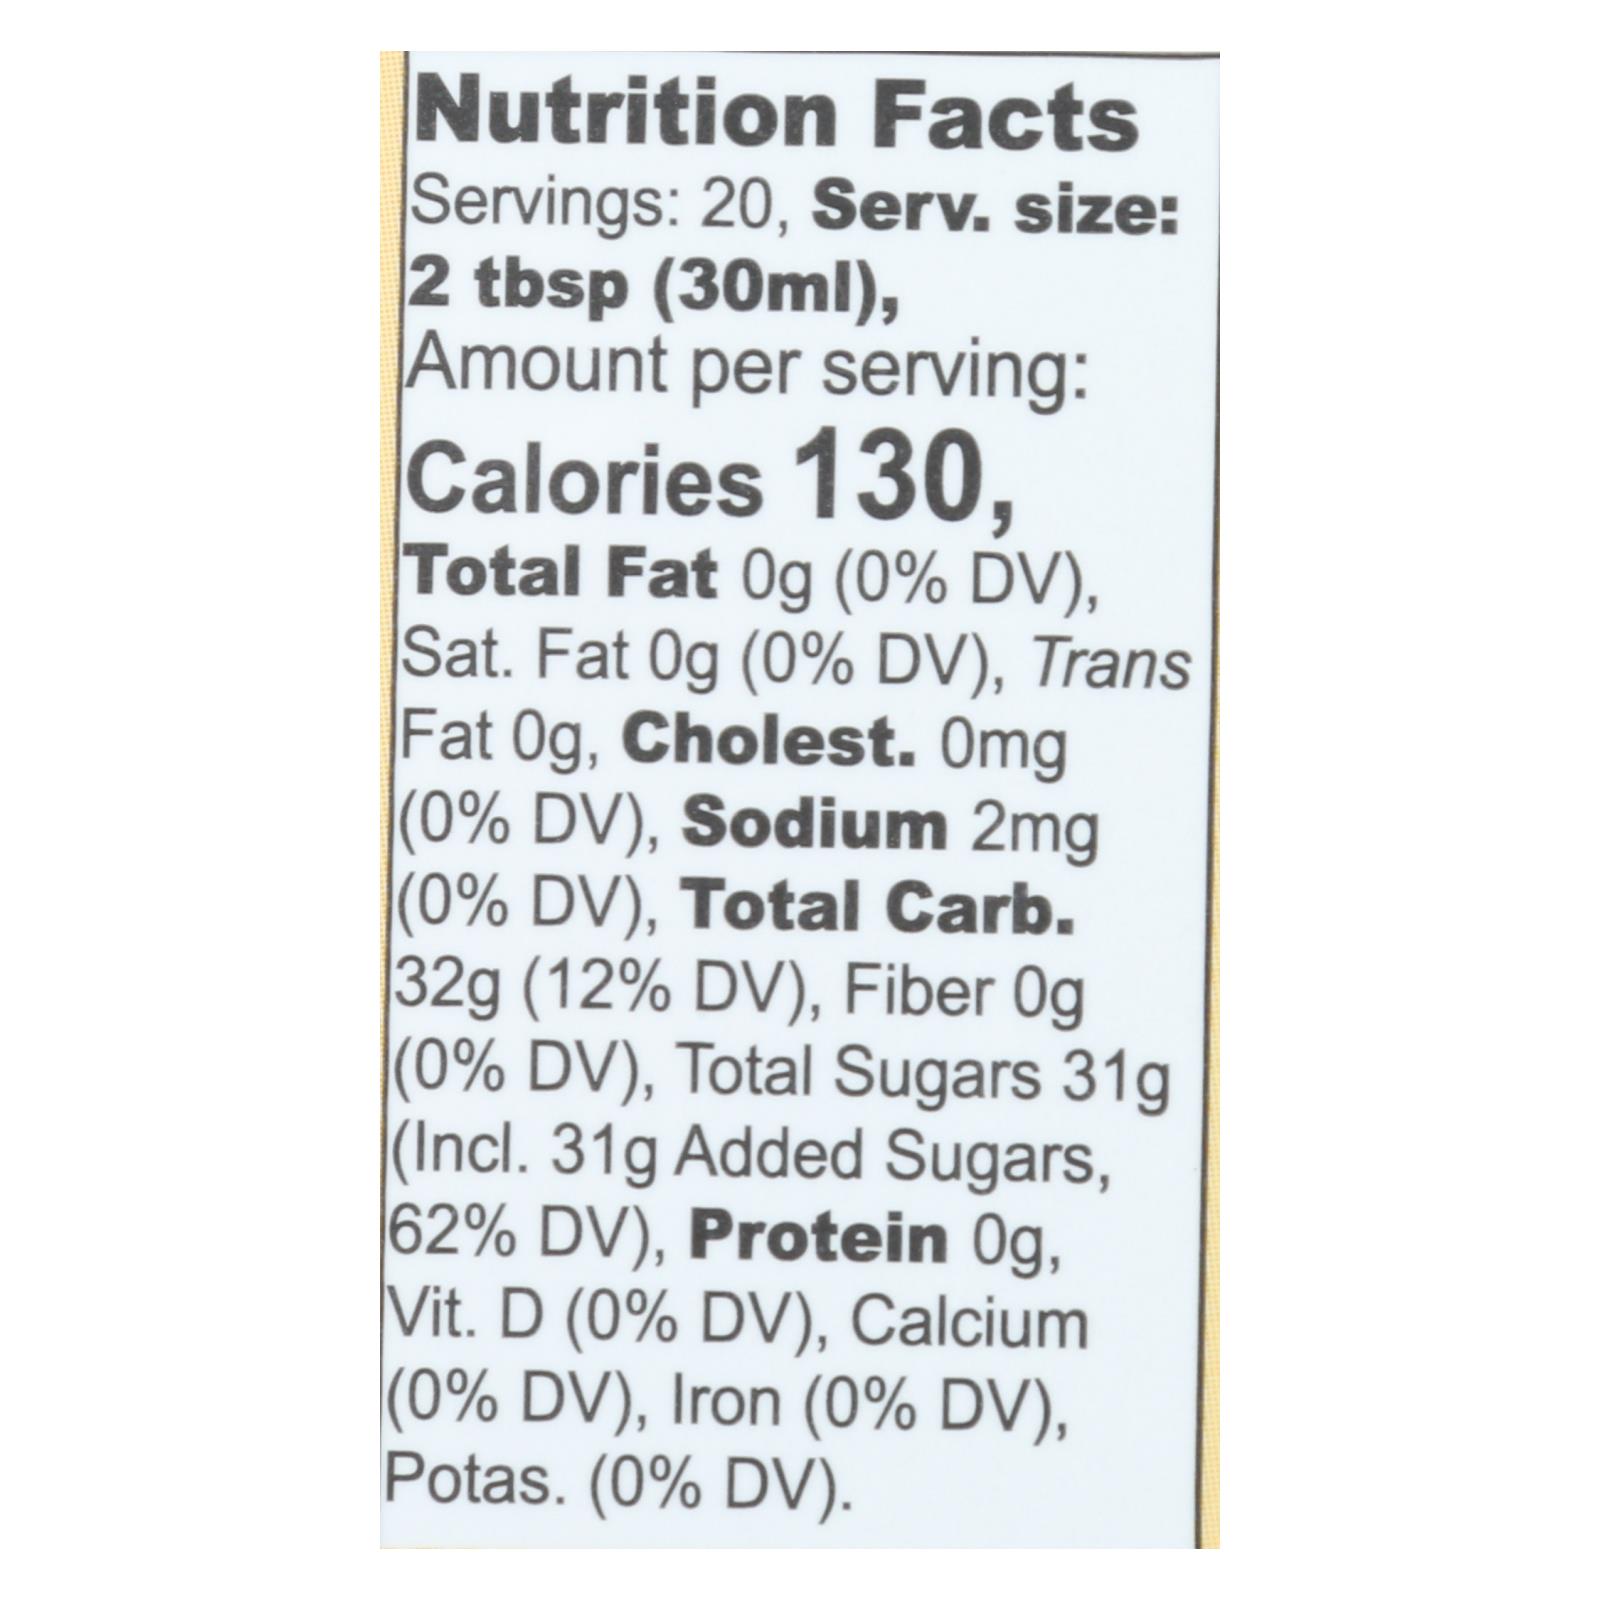 Nutrition Facts
Servings: 20, Serv. size:
2 tbsp (30ml),
Amount per serving:
Calories 130,
Total Fat 0g (0% DV),
Sat. Fat 0g (0% DV), Trans
Fat 0g, Cholest. 0mg
(0% DV), Sodium 2mg
(0% DV), Total Carb.
32g (12% DV), Fiber 0g
(0% DV), Total Sugars 31g
(Incl. 31g Added Sugars,
62% DV), Protein 0g,
Vit. D (0% DV), Calcium
(0% DV), Iron (0% DV),
Potas. (0% DV).